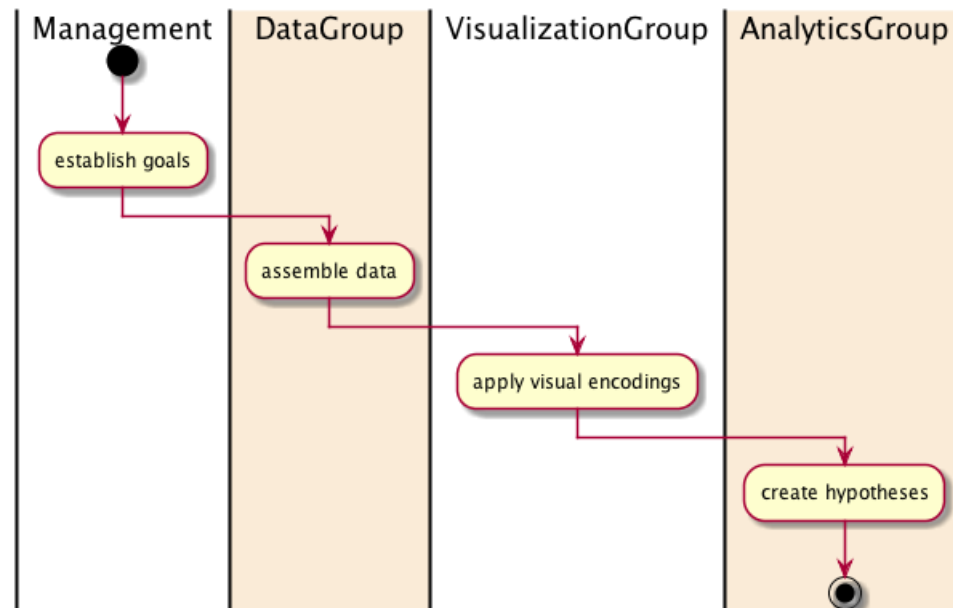 Management DataGroup VisualizationGroup AnalyticsGroup
establish goals
assemble data
apply visual encodings
create hypotheses